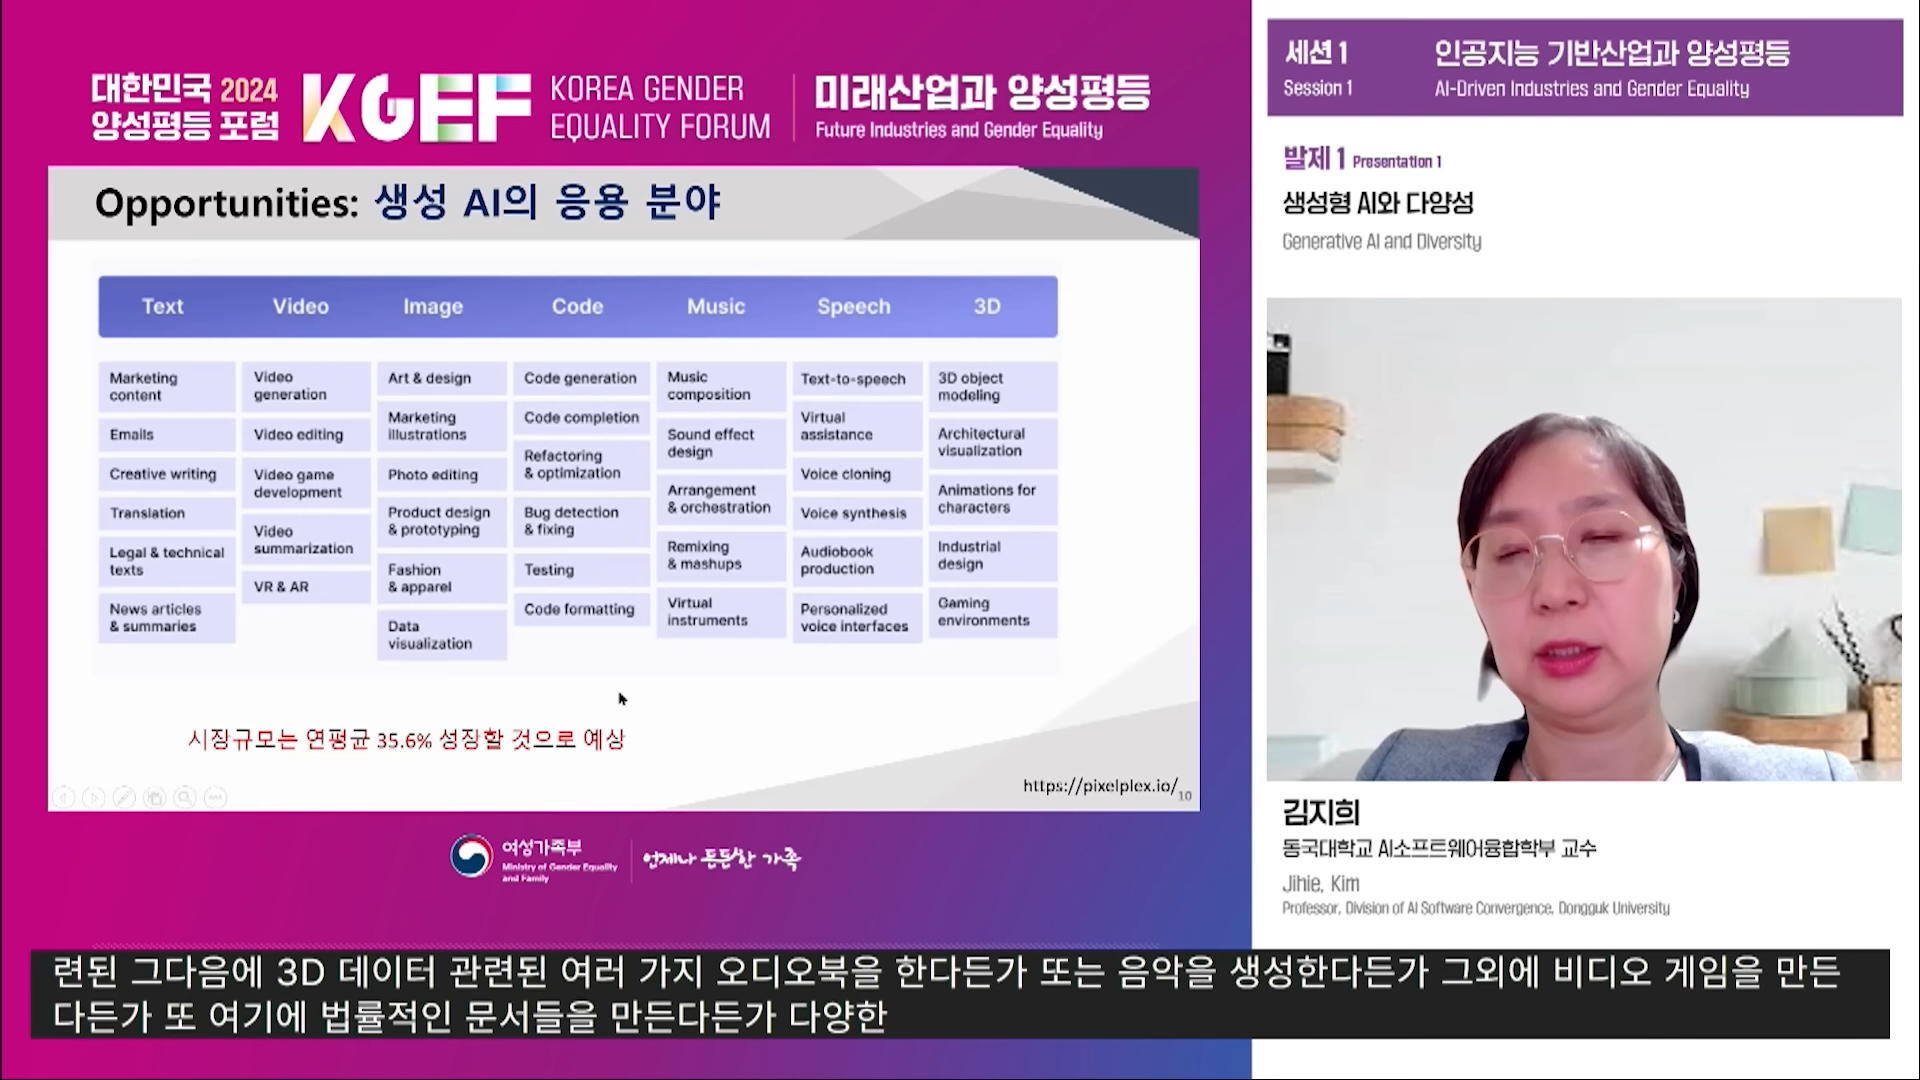 대한민국 2024
양성평등 포럼
KGEF
KOREA GENDER
EQUALITY FORUM
미래산업과 양성평등
Future Industries and Gender Equality
세션 1
Session 1
인공지능 기반산업과 양성평등
AI-Driven Industries and Gender Equality
발제 1 Presentation 1
생성형 AI와 다양성
Generative AI and Diversity
Opportunities: 생성 AI의 응용 분야
Text
Marketing
content
Emails
Creative writing
Translation
Legal & technical
texts
News articles
& summaries
Video
Video
generation
Video editing
Video game
development
Video
summarization
VR & AR
Image
Art & design
Marketing
illustrations
Photo editing
Product design
& prototyping
Fashion
& apparel
Data
visualization
Code
Code generation
Code completion
Refactoring
& optimization
Bug detection
& fixing
Testing
Code formatting
Music
Music
composition
Sound effect
design
Arrangement
& orchestration
Remixing
& mashups
Virtual
instruments
Speech
Text-to-speech
Virtual
assistance
Voice cloning
Voice synthesis
Audiobook
production
Personalized
voice interfaces
3D
3D object
modeling
Architectural
visualization
Animations for
characters
Industrial
design
Gaming
environments
시장규모는 연평균 35.6% 성장할 것으로 예상
https://pixelplex.io/
10
여성가족부
Ministry of Gender Equality
and Family
언제나 든든한 가족
김지희
동국대학교 AI소프트웨어융합학부 교수
Jihie, Kim
Professor, Division of AI Software Convergence, Dongguk University
련된 그다음에 3D 데이터 관련된 여러 가지 오디오북을 한다든가 또는 음악을 생성한다든가 그외에 비디오 게임을 만든
다든가 또 여기에 법률적인 문서들을 만든다든가 다양한